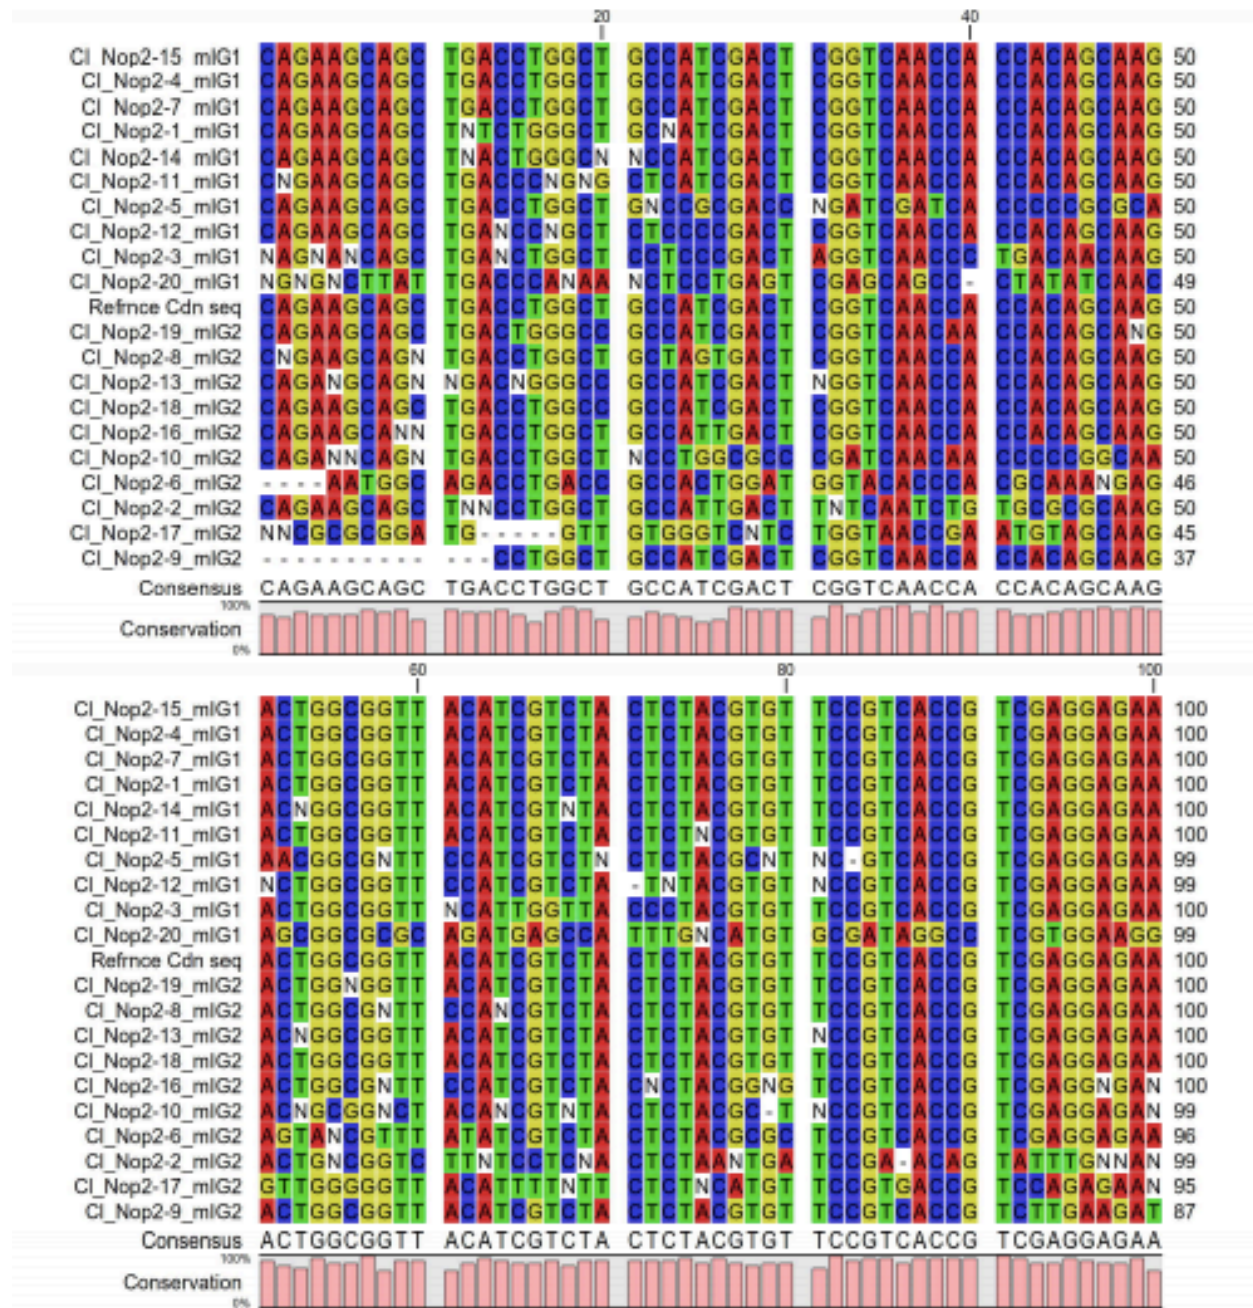 20 40
Cl_Nop2-15_mIG1 CAGAAGCAGC TGACCTGGCT GCCATCGACT CGGTCAACCA CCACAGCAAG 50
Cl_Nop2-4_mIG1 CAGAAGCAGC TGACCTGGCT GCCATCGACT CGGTCAACCA CCACAGCAAG 50
Cl_Nop2-7_mIG1 CAGAAGCAGC TGACCTGGCT GCCATCGACT CGGTCAACCA CCACAGCAAG 50
Cl_Nop2-1_mIG1 CAGAAGCAGC TNTCTGGGCT GCNATCGACT CGGTCAACCA CCACAGCAAG 50
Cl_Nop2-14_mIG1 CAGAAGCAGC TNACTGGGCN NCCATCGACT CGGTCAACCA CCACAGCAAG 50
Cl_Nop2-11_mIG1 CNGAAGCAGC TGACCCNGNG CTCATCGACT CGGTCAACCA CCACAGCAAG 50
Cl_Nop2-5_mIG1 CAGAAGCAGC TGACCTGGCT GNCCGCGACC NGATCGATCA CCCCCGCGCA 50
Cl_Nop2-12_mIG1 CAGAAGCAGC TGANCCNGCT CTCCCCGACT CGGTCAACCA CCACAGCAAG 50
Cl_Nop2-3_mIG1 NAGNANCAGC TGANCTGGCT CCTCCCGACT AGGTCAACCC TGACAACAAG 50
Cl_Nop2-20_mIG1 NGNGNCTTAT TGACCCANAA NCTCCTGAGT CGAGCAGCC- CTATATCAAC 49
Refrnce Cdn seq CAGAAGCAGC TGACCTGGCT GCCATCGACT CGGTCAACCA CCACAGCAAG 50
Cl_Nop2-19_mIG2 CAGAAGCAGC TGACTGGGCC GCCATCGACT CGGTCAACAA CCACAGCANG 50
Cl_Nop2-8_mIG2 CNGAAGCAGN TGACCTGGCT GCTAGTGACT CGGTCAACCA CCACAGCAAG 50
Cl_Nop2-13_mIG2 CAGANGCAGN NGACNGGGCC GCCATCGACT NGGTCAACCA CCACAGCAAG 50
Cl_Nop2-18_mIG2 CAGAAGCAGC TGACCTGGCC GCCATCGACT CGGTCAACCA CCACAGCAAG 50
Cl_Nop2-16_mIG2 CAGAAGCANN TGACCTGGCT GCCATTGACT CGGTCAACCA CCACAGCAAG 50
Cl_Nop2-10_mIG2 CAGANNCAGN TGACCTGGCT NCCTGGCGCC CGATCAACAA CCCCCGGCAA 50
Cl_Nop2-6_mIG2 ----AATGGC AGACCTGACC GCCACTGGAT GGTACACCCA CGCAAANGAG 46
Cl_Nop2-2_mIG2 CAGAAGCAGC TNNCCTGGCT GCCATTGACT TNTCAATCTG TGCGCGCAAG 50
Cl_Nop2-17_mIG2 NNCGCGCGGA TG-----GTT GTGGGTCNTC TGGTAACCGA ATGTAGCAAG 45
Cl_Nop2-9_mIG2 ---------- ---CCTGGCT GCCATCGACT CGGTCAACCA CCACAGCAAG 37
Consensus CAGAAGCAGC TGACCTGGCT GCCATCGACT CGGTCAACCA CCACAGCAAG
100%
Conservation
0%
60 80 100
Cl_Nop2-15_mIG1 ACTGGCGGTT ACATCGTCTA CTCTACGTGT TCCGTCACCG TCGAGGAGAA 100
Cl_Nop2-4_mIG1 ACTGGCGGTT ACATCGTCTA CTCTACGTGT TCCGTCACCG TCGAGGAGAA 100
Cl_Nop2-7_mIG1 ACTGGCGGTT ACATCGTCTA CTCTACGTGT TCCGTCACCG TCGAGGAGAA 100
Cl_Nop2-1_mIG1 ACTGGCGGTT ACATCGTCTA CTCTACGTGT TCCGTCACCG TCGAGGAGAA 100
Cl_Nop2-14_mIG1 ACNGGCGGTT ACATCGTNTA CTCTACGTGT TCCGTCACCG TCGAGGAGAA 100
Cl_Nop2-11_mIG1 ACTGGCGGTT ACATCGTCTA CTCTNCGTGT TCCGTCACCG TCGAGGAGAA 100
Cl_Nop2-5_mIG1 AACGGCGNTT CCATCGTCTN CTCTACGCNT NC-GTCACCG TCGAGGAGAA 99
Cl_Nop2-12_mIG1 NCTGGCGGTT CCATCGTCTA -TNTACGTGT NCCGTCACCG TCGAGGAGAA 99
Cl_Nop2-3_mIG1 ACTGGCGGTT NCATTGGTTA CCCTACGTGT TCCGTCACCG TCGAGGAGAA 100
Cl_Nop2-20_mIG1 AGCGGCGCGC AGATGAGCCA TTTGNCATGT GCGATAGGCC TCGTGGAAGG 99
Refrnce Cdn seq ACTGGCGGTT ACATCGTCTA CTCTACGTGT TCCGTCACCG TCGAGGAGAA 100
Cl_Nop2-19_mIG2 ACTGGNGGTT ACATCGTCTA CTCTACGTGT TCCGTCACCG TCGAGGAGAA 100
Cl_Nop2-8_mIG2 ACTGGCGNTT CCANCGTCTA CTCTACGTGT TCCGTCACCG TCGAGGAGAA 100
Cl_Nop2-13_mIG2 ACNGGCGGTT ACATCGTCTA CTCTACGTGT NCCGTCACCG TCGAGGAGAA 100
Cl_Nop2-18_mIG2 ACTGGCGGTT ACATCGTCTA CTCTACGTGT TCCGTCACCG TCGAGGAGAA 100
Cl_Nop2-16_mIG2 ACTGGCGNTT CCATCGTCTA CNCTACGGNG TCCGTCACCG TCGAGGNGAN 100
Cl_Nop2-10_mIG2 ACNGCGGNCT ACANCGTNTA CTCTACGC-T NCCGTCACCG TCGAGGAGAN 99
Cl_Nop2-6_mIG2 AGTANCGTTT ATATCGTCTA CTCTACGCGC TCCGTCACCG TCGAGGAGAA 96
Cl_Nop2-2_mIG2 ACTGNCGGTC TTNTCCTCNA CTCTAANTGA TCCGA-ACAG TATTTGNNAN 99
Cl_Nop2-17_mIG2 GTTGGGGGTT ACATTTTNTT CTCTNCATGT TCCGTGACCG TCCAGAGAAN 95
Cl_Nop2-9_mIG2 ACTGGCGGTT ACATCGTCTA CTCTACGTGT TCCGTCACCG TCTTGAAGAT 87
Consensus ACTGGCGGTT ACATCGTCTA CTCTACGTGT TCCGTCACCG TCGAGGAGAA
100%
Conservation
0%